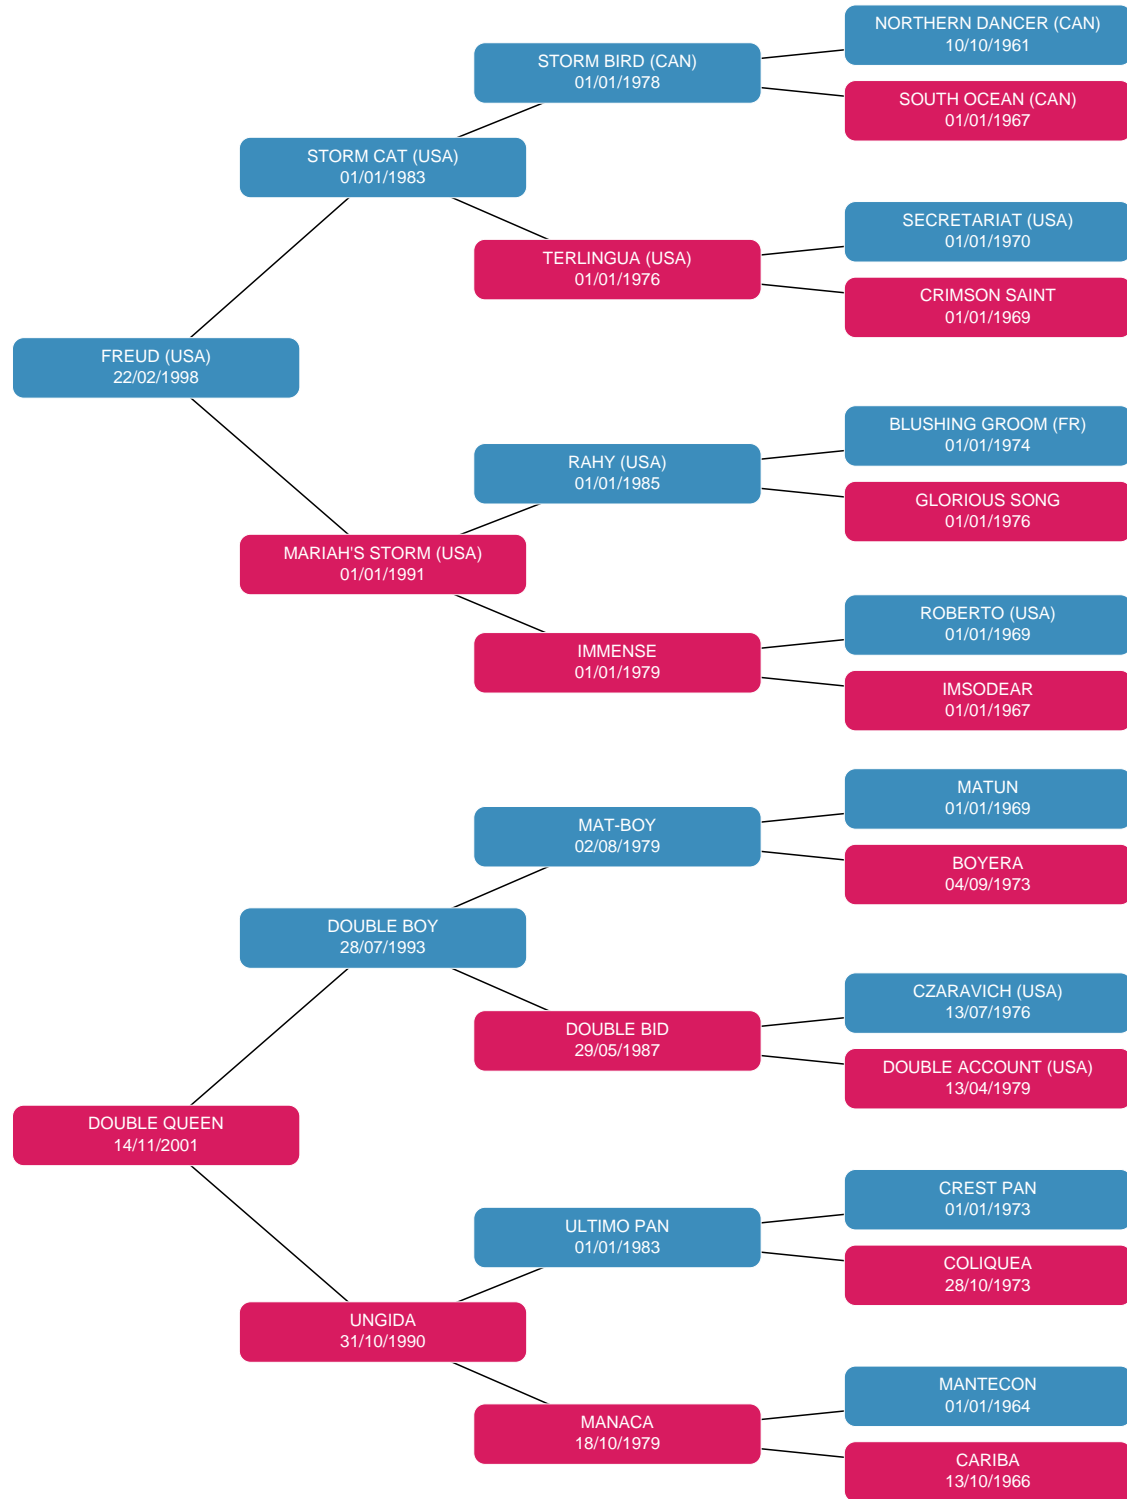 NORTHERN DANCER (CAN)
10/10/1961
STORM BIRD (CAN)
01/01/1978
SOUTH OCEAN (CAN)
01/01/1967
STORM CAT (USA)
01/01/1983
SECRETARIAT (USA)
01/01/1970
TERLINGUA (USA)
01/01/1976
CRIMSON SAINT
01/01/1969
FREUD (USA)
22/02/1998
BLUSHING GROOM (FR)
01/01/1974
RAHY (USA)
01/01/1985
GLORIOUS SONG
01/01/1976
MARIAH'S STORM (USA)
01/01/1991
ROBERTO (USA)
01/01/1969
IMMENSE
01/01/1979
IMSODEAR
01/01/1967
MATUN
01/01/1969
MAT-BOY
02/08/1979
BOYERA
04/09/1973
DOUBLE BOY
28/07/1993
CZARAVICH (USA)
13/07/1976
DOUBLE BID
29/05/1987
DOUBLE ACCOUNT (USA)
13/04/1979
DOUBLE QUEEN
14/11/2001
CREST PAN
01/01/1973
ULTIMO PAN
01/01/1983
COLIQUEA
28/10/1973
UNGIDA
31/10/1990
MANTECON
01/01/1964
MANACA
18/10/1979
CARIBA
13/10/1966